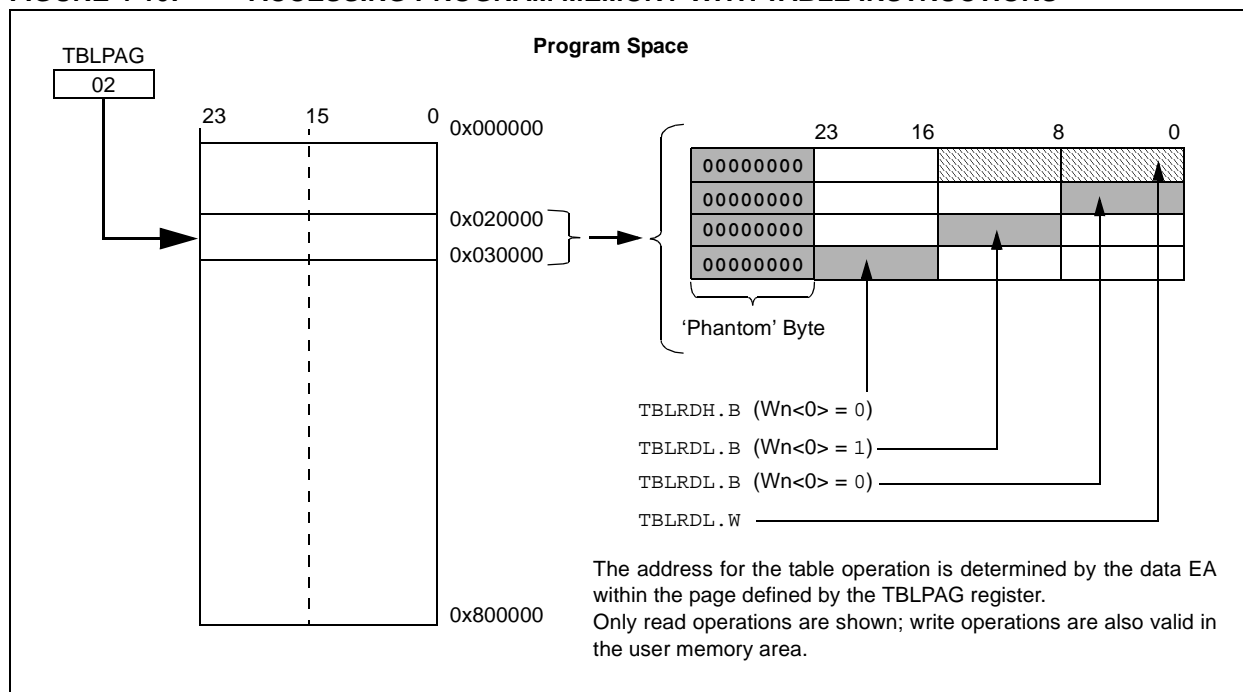 Program Space
TBLPAG
02
23 15 0
0x000000
0x020000
0x030000
0x800000
23 16 8 0
00000000
00000000
00000000
00000000
‘Phantom’ Byte
TBLRDH.B (Wn<0> = 0)
TBLRDL.B (Wn<0> = 1)
TBLRDL.B (Wn<0> = 0)
TBLRDL.W
The address for the table operation is determined by the data EA
within the page defined by the TBLPAG register.
Only read operations are shown; write operations are also valid in
the user memory area.